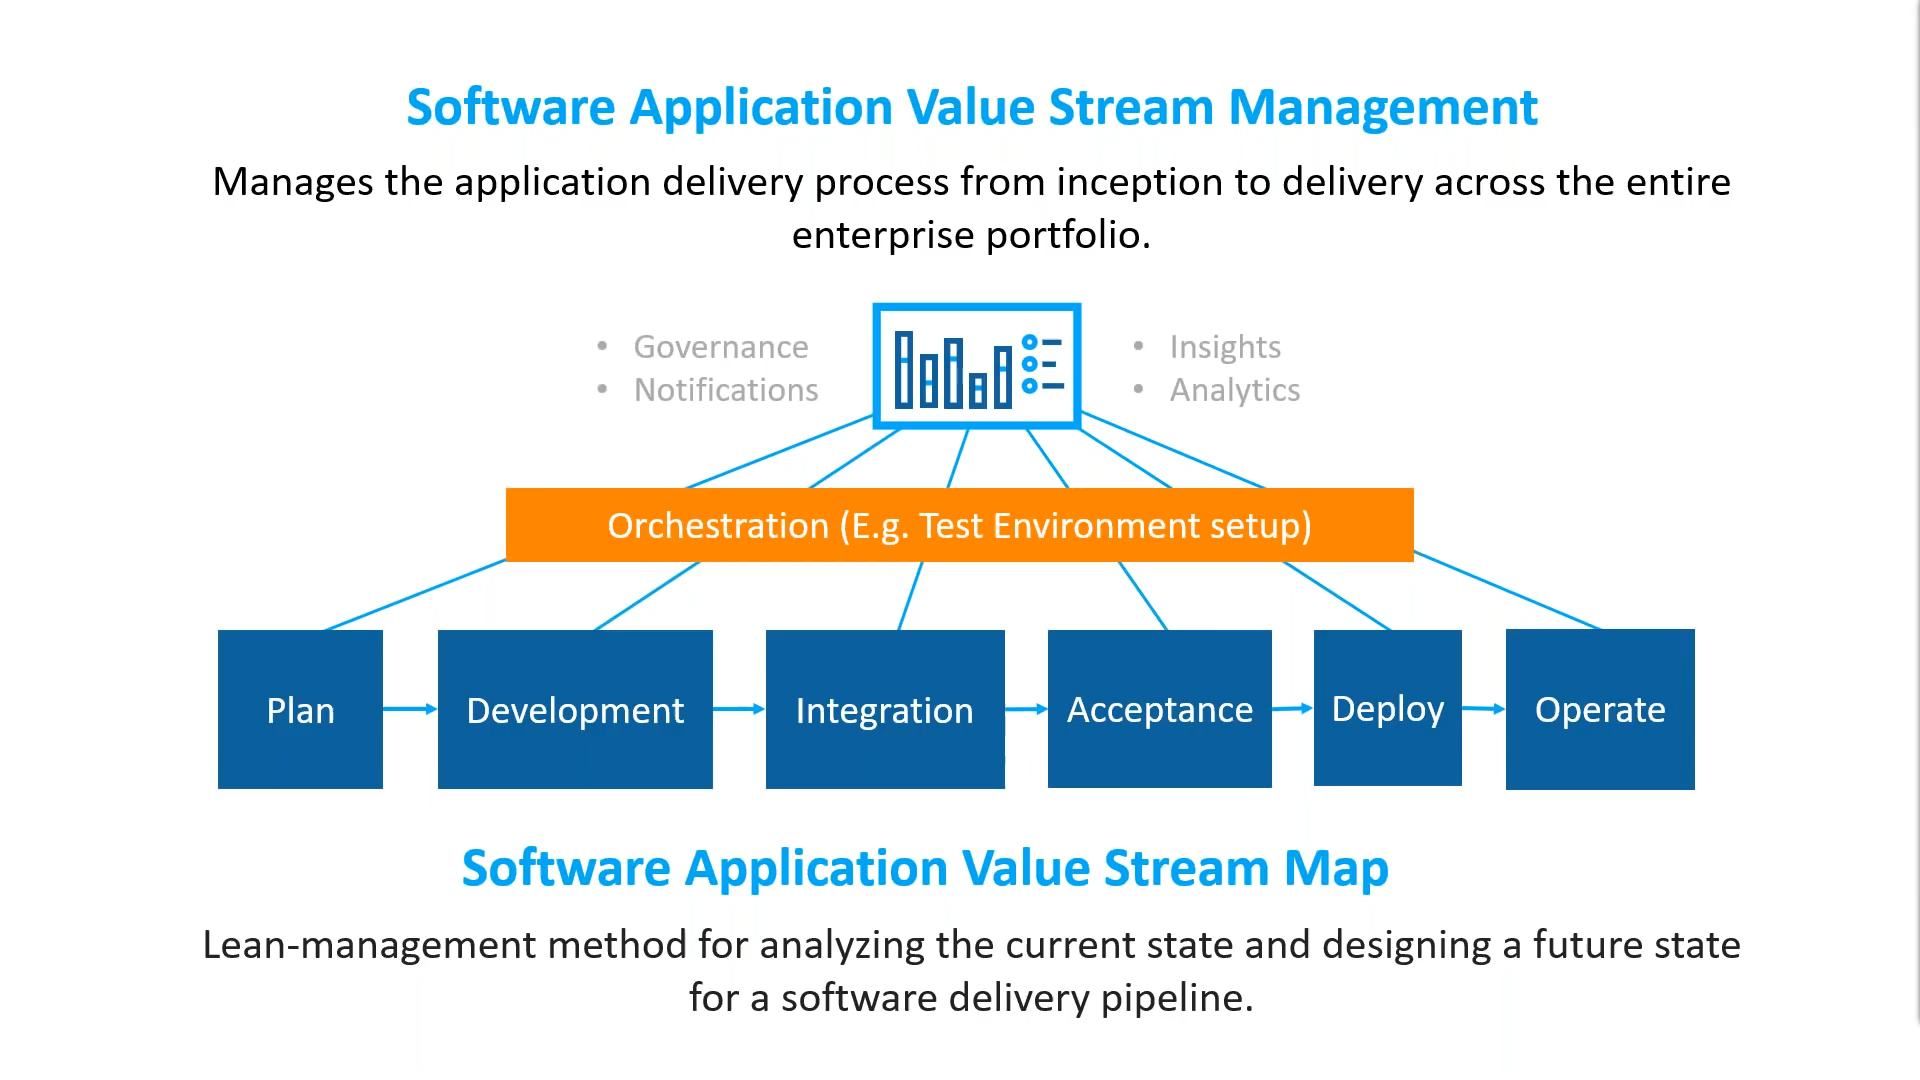 Software Application Value Stream Management
Manages the application delivery process from inception to delivery across the entire
enterprise portfolio.
• Governance
• Notifications
• Insights
• Analytics
Orchestration (E.g. Test Environment setup)
Plan
Development
Integration
Acceptance
Deploy
Operate
Software Application Value Stream Map
Lean-management method for analyzing the current state and designing a future state
for a software delivery pipeline.